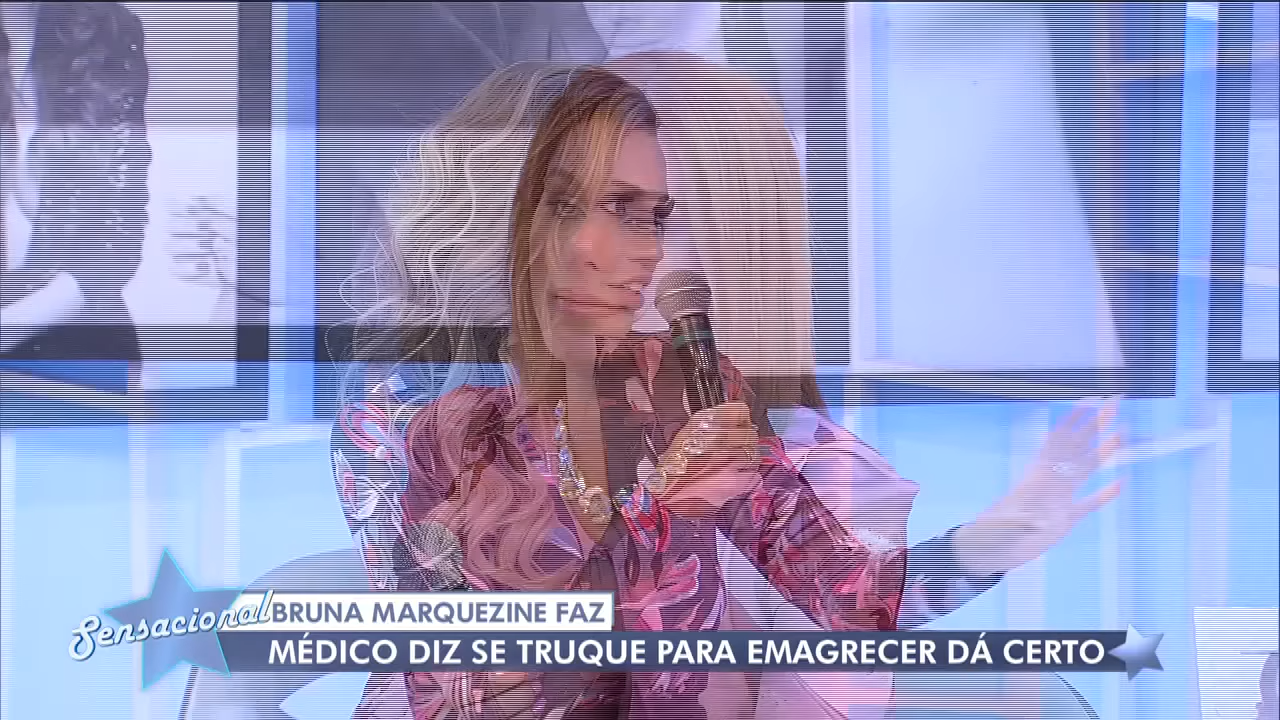 Sensacional
BRUNA MARQUEZINE FAZ
MÉDICO DIZ SE TRUQUE PARA EMAGRECER DÁ CERTO